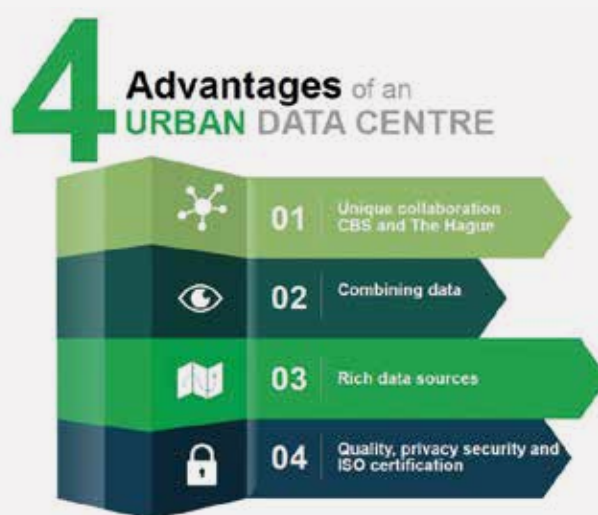 4 Advantages of an
URBAN DATA CENTRE
01 Unique collaboration
CBS and The Hague
02 Combining data
03 Rich data sources
04 Quality, privacy security and
ISO certification